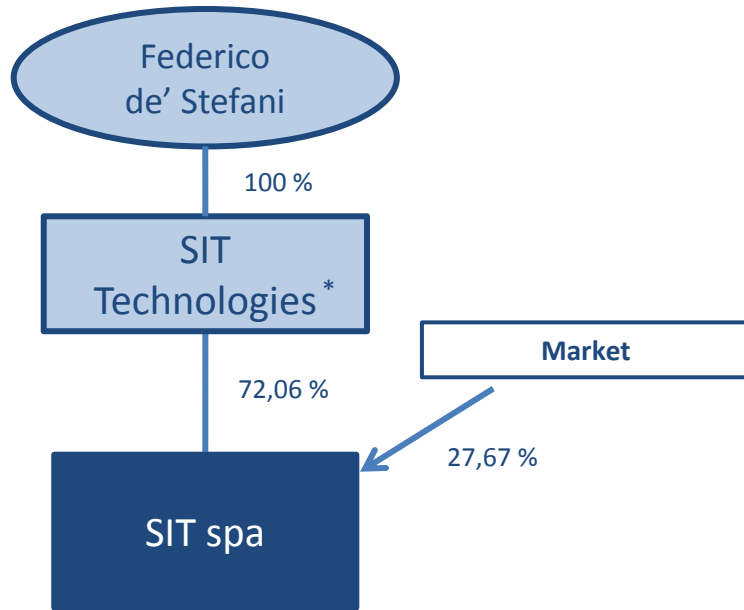 Federico
de’ Stefani
100 %
SIT
Technologies *
Market
72,06 %
27,67 %
SIT spa